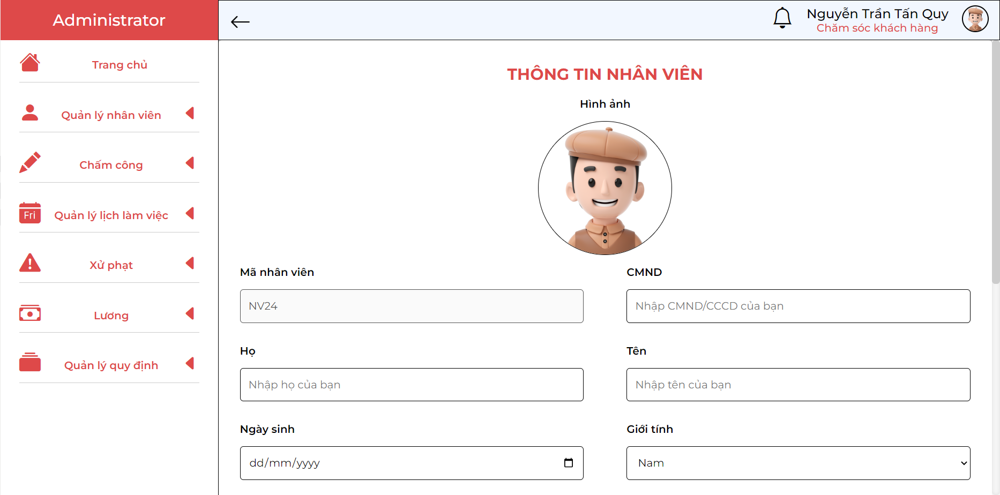 Administrator
Nguyễn Trần Tấn Quy
Chăm sóc khách hàng
Trang chủ
Quản lý nhân viên
Chấm công
Fri
Quản lý lịch làm việc
Xử phạt
Lương
Quản lý quy định
THÔNG TIN NHÂN VIÊN
Hình ảnh
Mã nhân viên
CMND
NV24
Nhập CMND/CCCD của bạn
Họ
Tên
Nhập họ của bạn
Nhập tên của bạn
Ngày sinh
Giới tính
dd/mm/yyyy
Nam